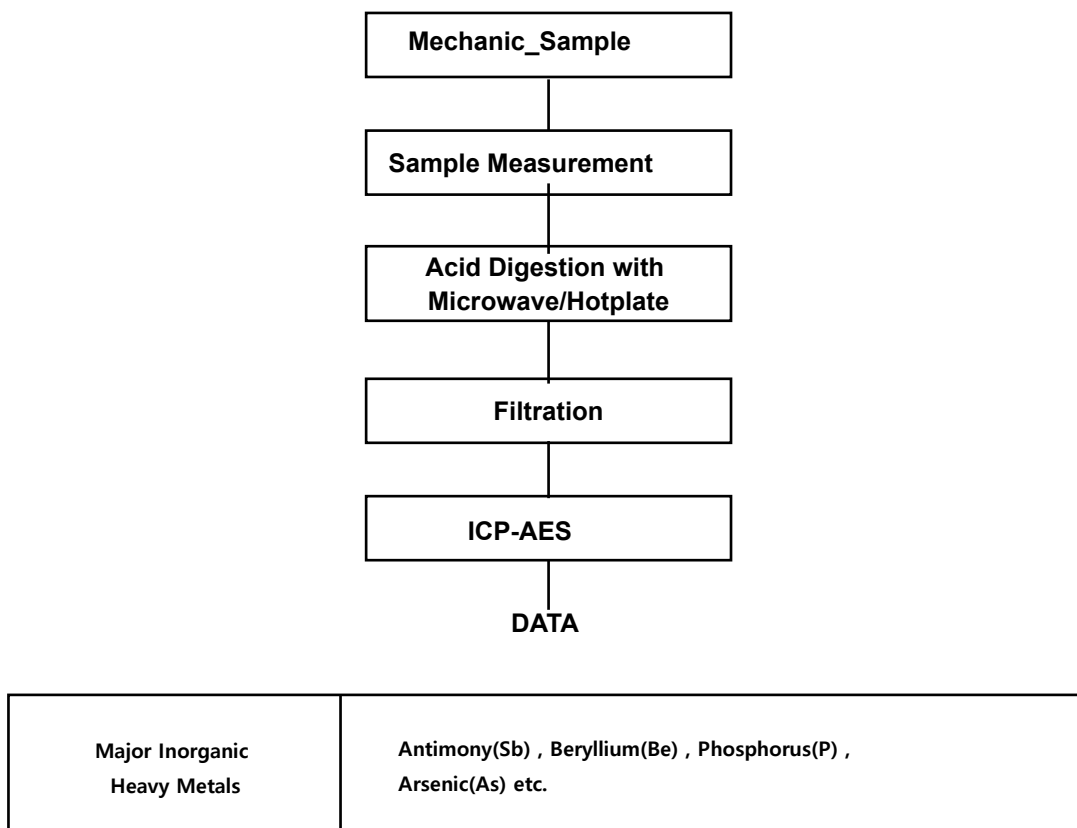 Mechanic_Sample
Sample Measurement
Acid Digestion with
Microwave/Hotplate
Filtration
ICP-AES
DATA
Major Inorganic
Heavy Metals
Antimony(Sb) , Beryllium(Be) , Phosphorus(P) ,
Arsenic(As) etc.